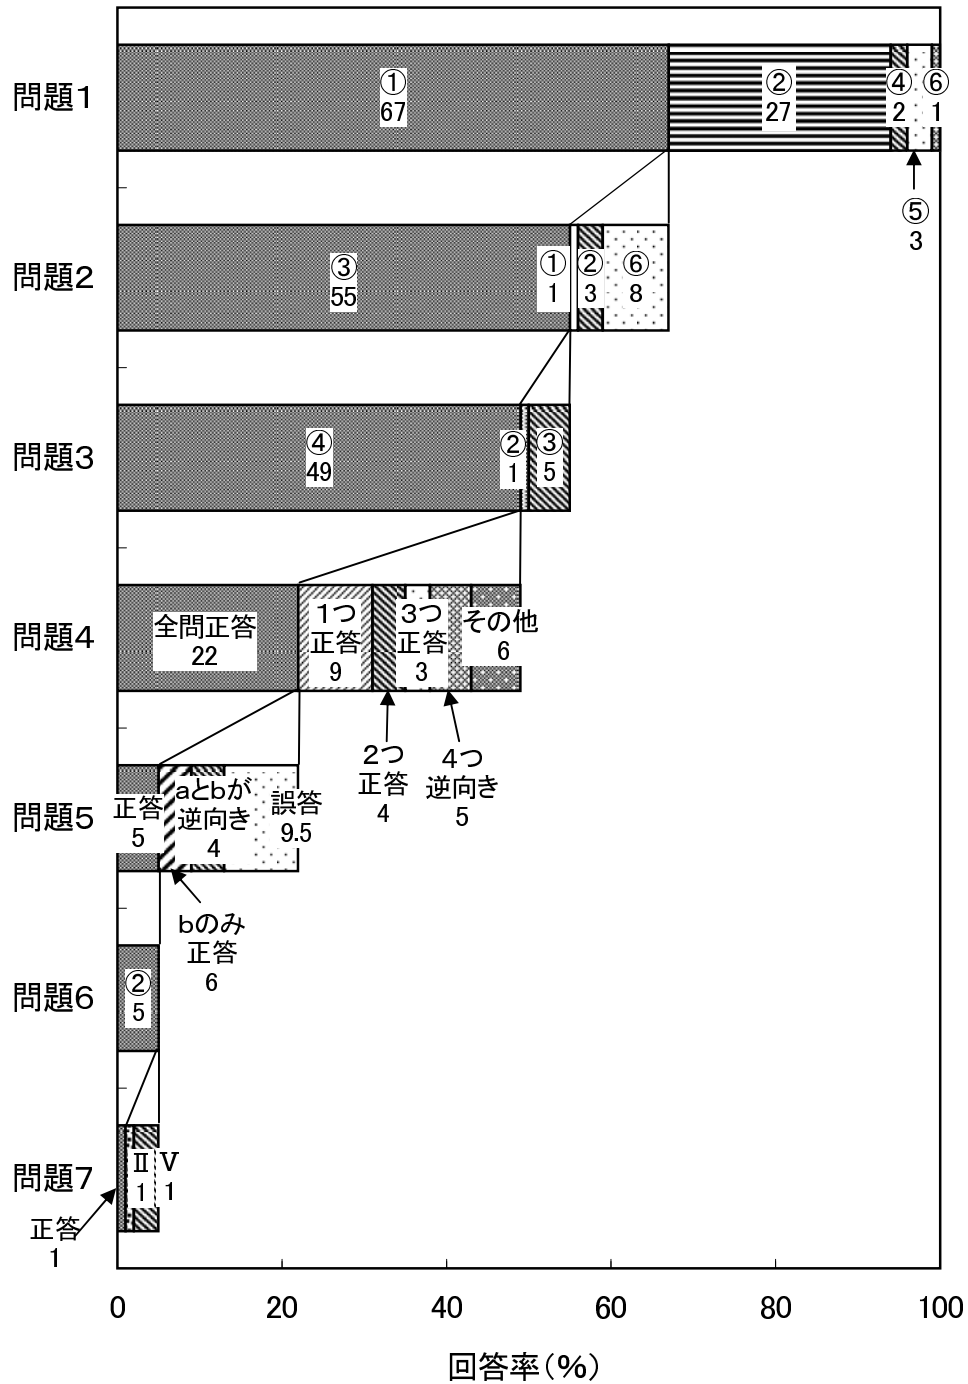 問題1
①
67
②
27
④
2
⑥
1
⑤
3
問題2
③
55
①
1
②
3
⑥
8
問題3
④
49
②
1
③
5
問題4
全問正答
22
1つ
正答
9
3つ
正答
3
その他
6
2つ
正答
4
4つ
逆向き
5
問題5
正答
5
aとbが
逆向き
4
誤答
9.5
bのみ
正答
6
問題6
②
5
問題7
Ⅱ
1
Ⅴ
1
正答
1
0 20 40 60 80 100
回答率(%)